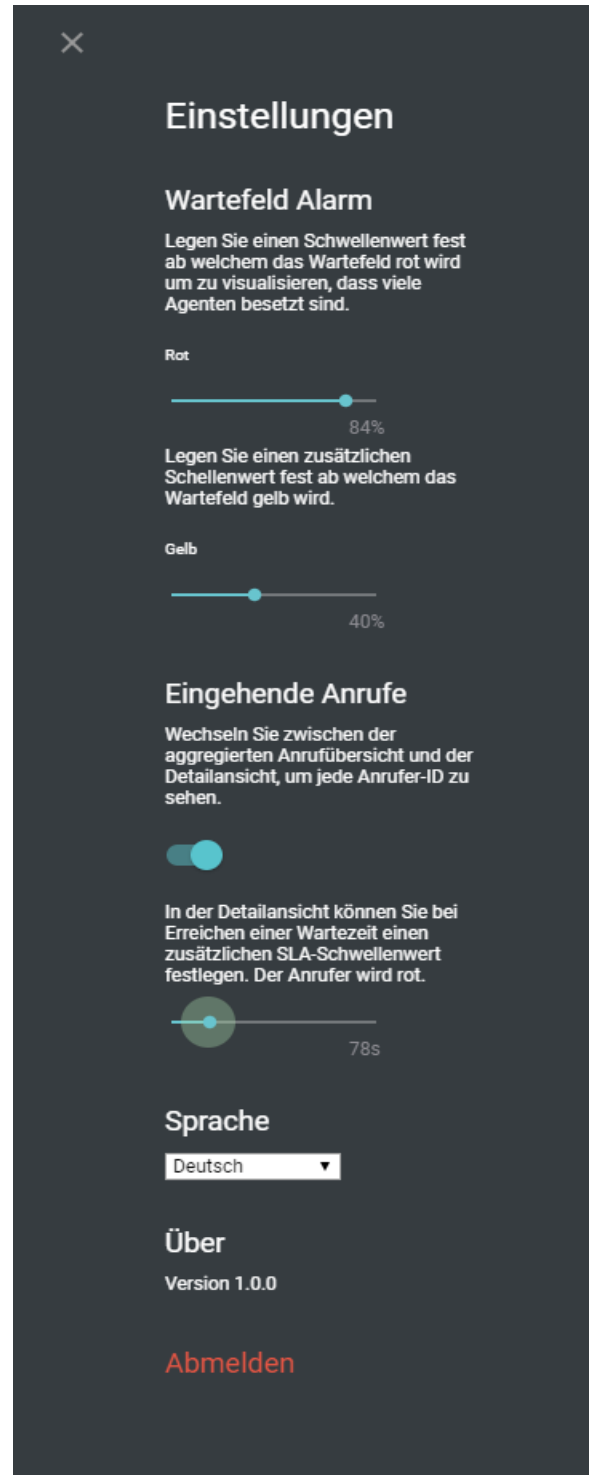 Einstellungen
Wartefeld Alarm
Legen Sie einen Schwellenwert fest
ab welchem das Wartefeld rot wird
um zu visualisieren, dass viele
Agenten besetzt sind.
Rot
84%
Legen Sie einen zusätzlichen
Schellenwert fest ab welchem das
Wartefeld gelb wird.
Gelb
40%
Eingehende Anrufe
Wechseln Sie zwischen der
aggregierten Anrufübersicht und der
Detailansicht, um jede Anrufer-ID zu
sehen.
In der Detailansicht können Sie bei
Erreichen einer Wartezeit einen
zusätzlichen SLA-Schwellenwert
festlegen. Der Anrufer wird rot.
78s
Sprache
Deutsch
Über
Version 1.0.0
Abmelden